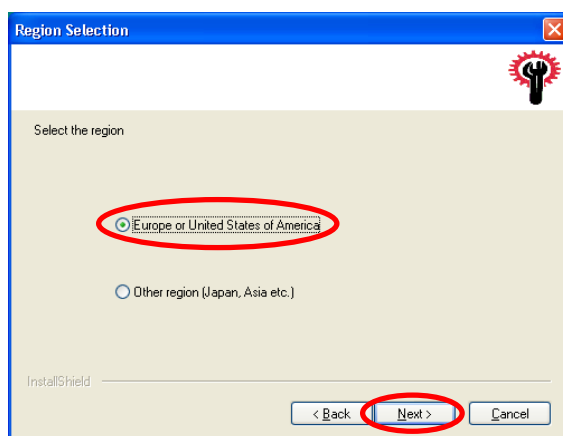 Region Selection
Select the region
Europe or United States of America
Other region (Japan, Asia etc.)
InstallShield
< Back Next > Cancel